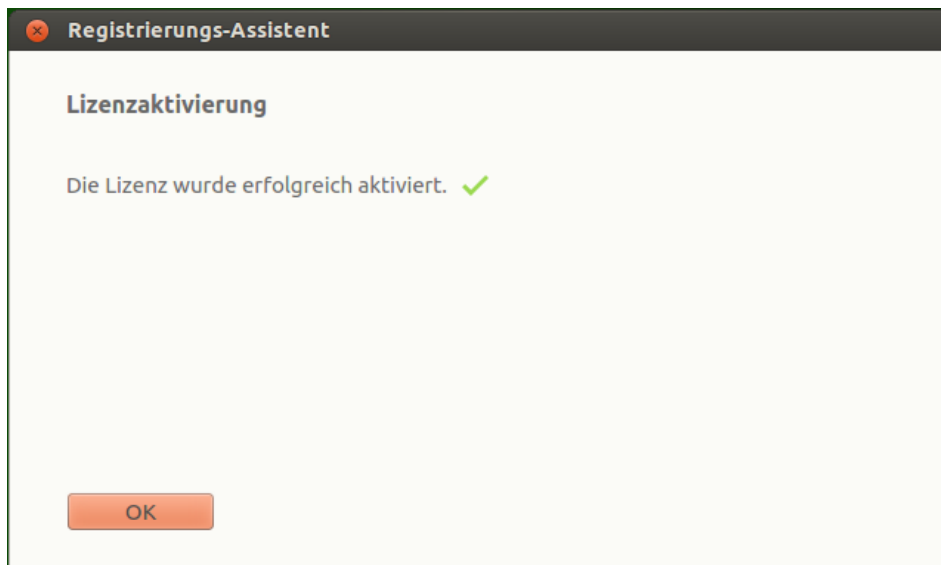 Registrierungs-Assistent
Lizenzaktivierung
Die Lizenz wurde erfolgreich aktiviert.
OK